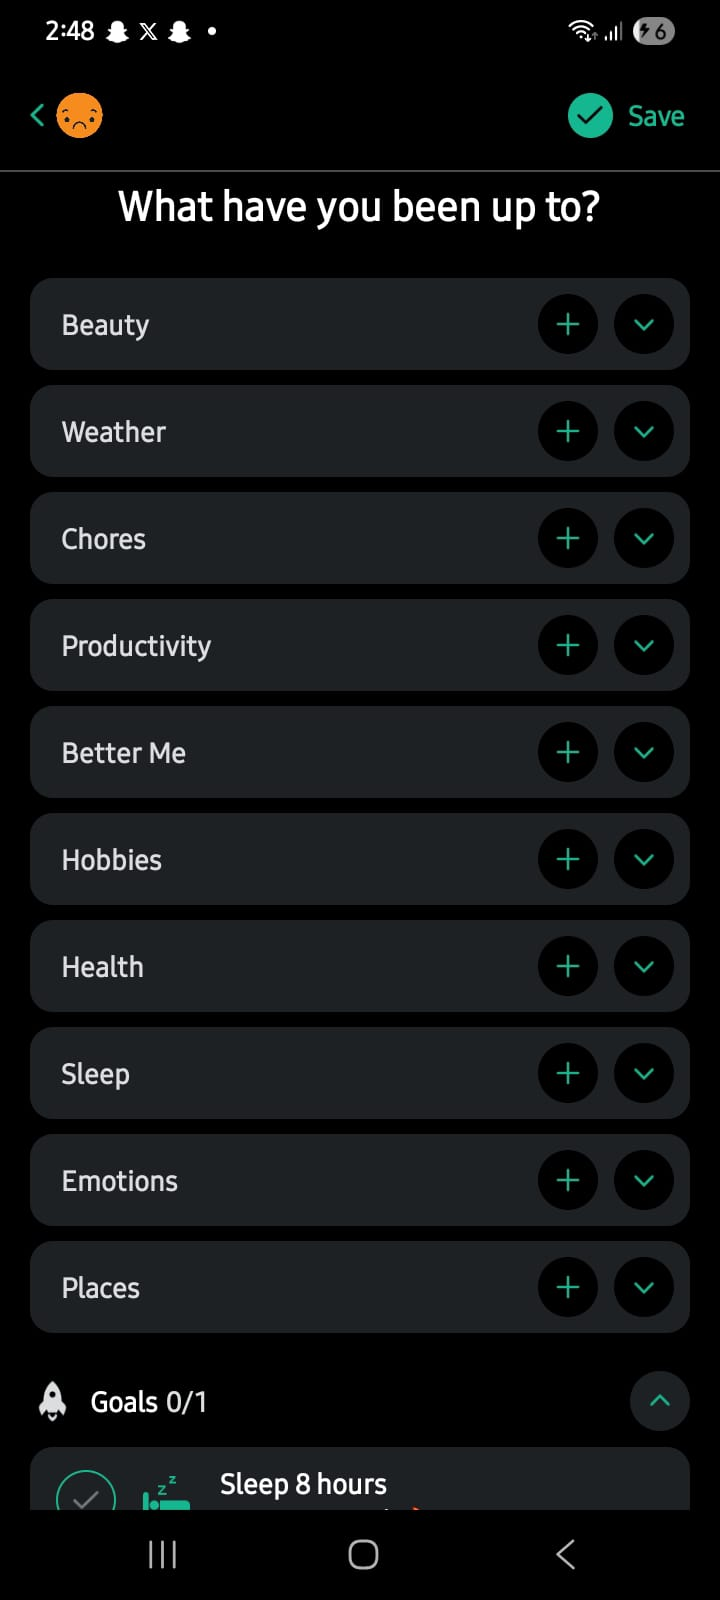 2:48
6
Save
What have you been up to?
Beauty
Weather
Chores
Productivity
Better Me
Hobbies
Health
Sleep
Emotions
Places
Goals 0/1
z z
Sleep 8 hours